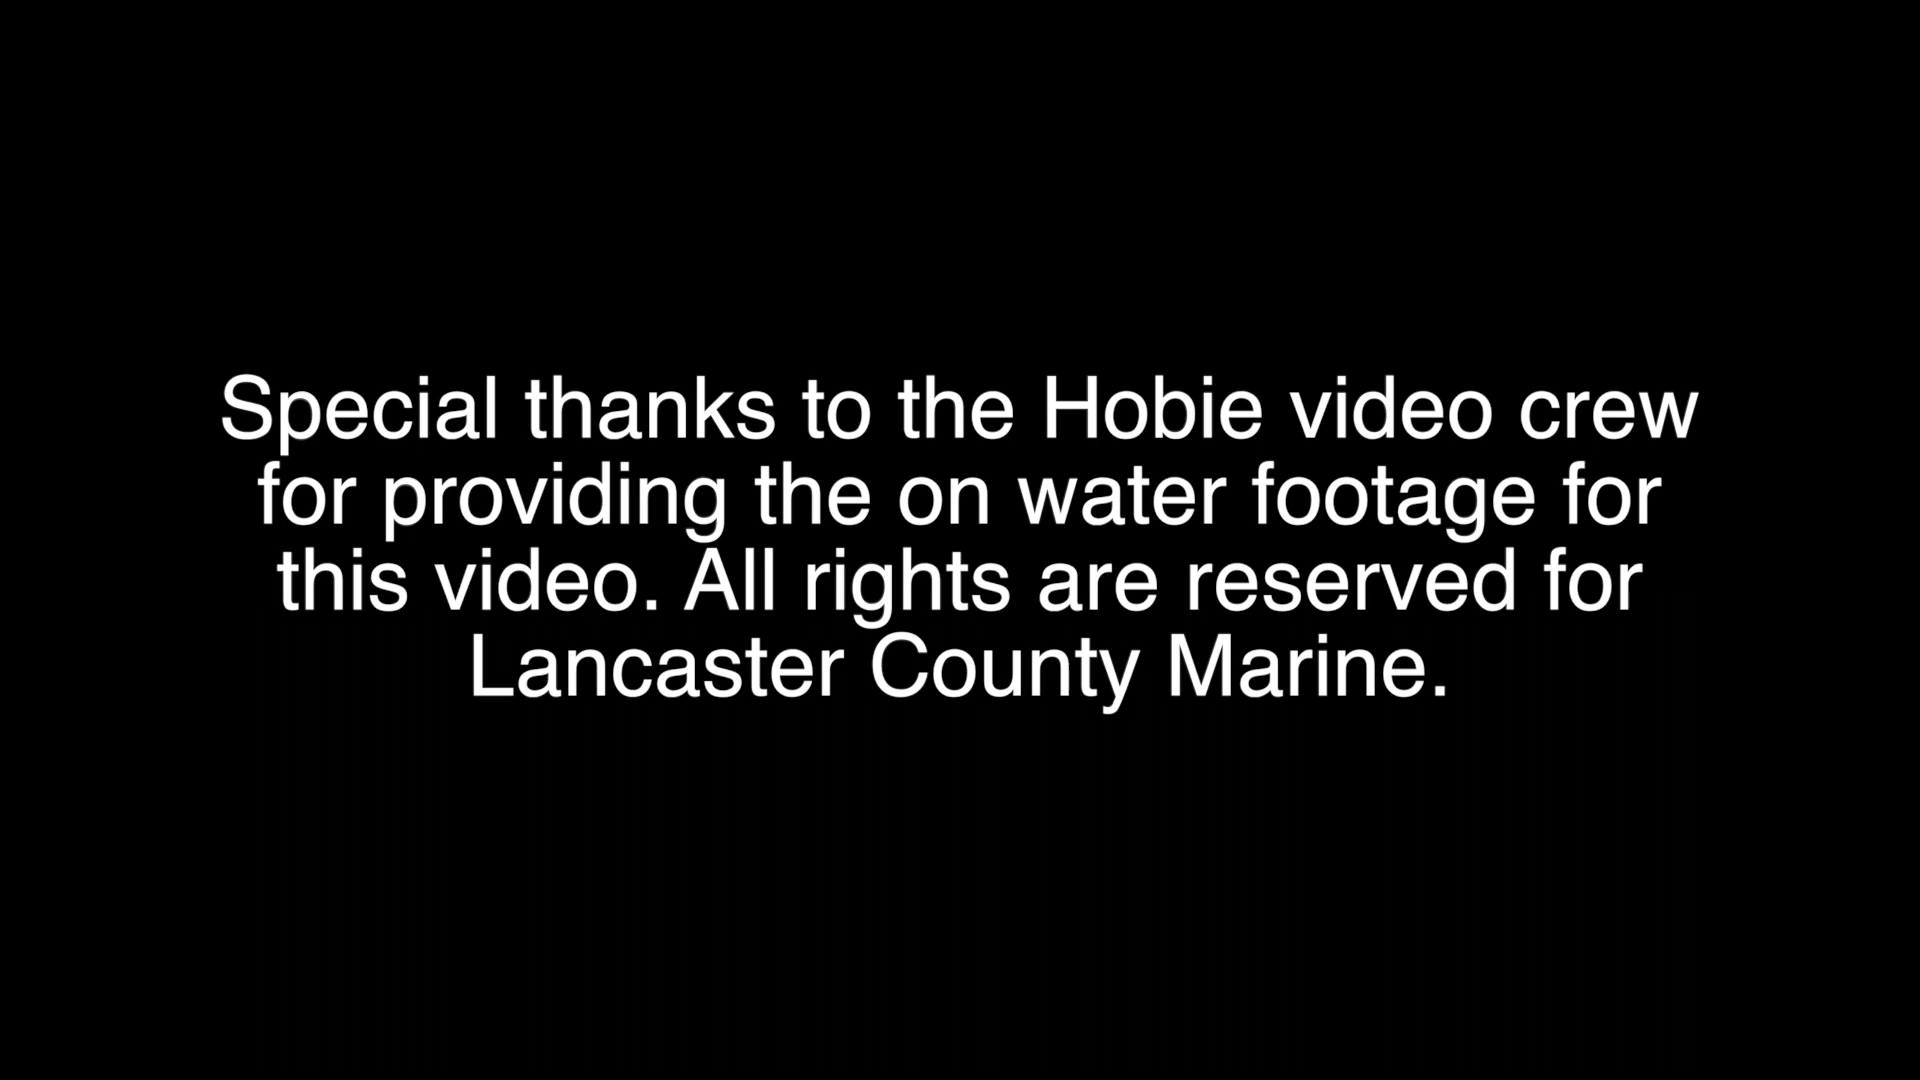 Special thanks to the Hobie video crew
for providing the on water footage for
this video. All rights are reserved for
Lancaster County Marine.